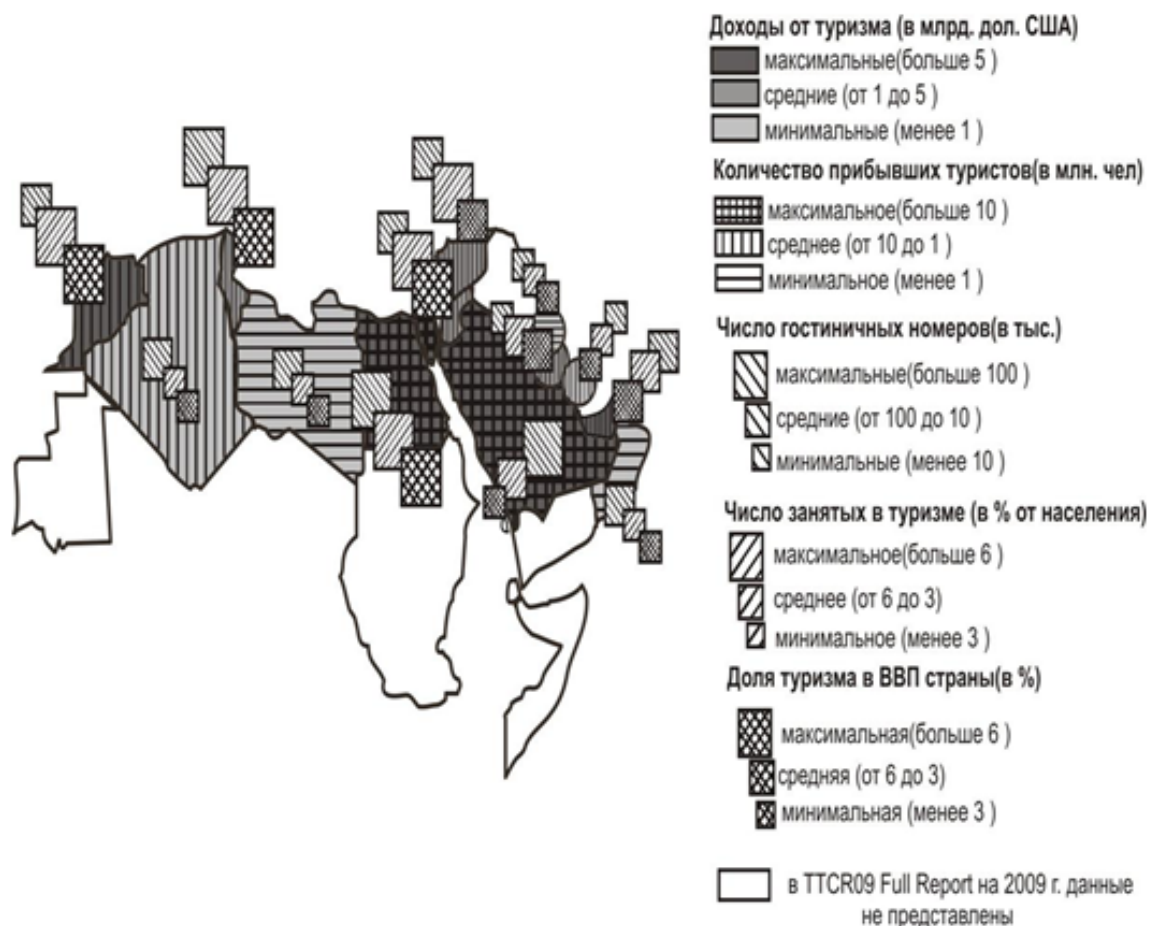 Доходы от туризма (в млрд. дол. США)
максимальные(больше 5 )
средние (от 1 до 5 )
минимальные (менее 1 )
Количество прибывших туристов(в млн. чел)
максимальное(больше 10 )
среднее (от 10 до 1 )
минимальное (менее 1 )
Число гостиничных номеров(в тыс.)
максимальные(больше 100 )
средние (от 100 до 10 )
минимальные (менее 10 )
Число занятых в туризме (в % от населения)
максимальное(больше 6 )
среднее (от 6 до 3)
минимальное (менее 3 )
Доля туризма в ВВП страны(в %)
максимальная(больше 6 )
средняя (от 6 до 3)
минимальная (менее 3 )
в TTCR09 Full Report на 2009 г. данные
не представлены